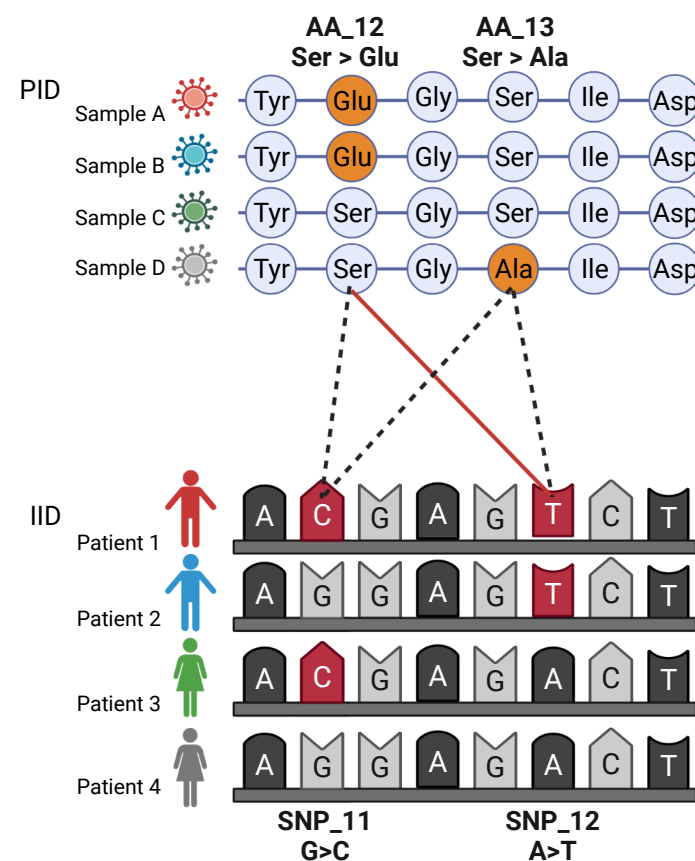 AA_12 AA_13
Ser > Glu Ser > Ala
PID
Sample A Tyr Glu Gly Ser Ile Asp
Sample B Tyr Glu Gly Ser Ile Asp
Sample C Tyr Ser Gly Ser Ile Asp
Sample D Tyr Ser Gly Ala Ile Asp
IID
Patient 1 A C G A G T C T
Patient 2 A G G A G T C T
Patient 3 A C G A G A C T
Patient 4 A G G A G A C T
SNP_11 SNP_12
G>C A>T